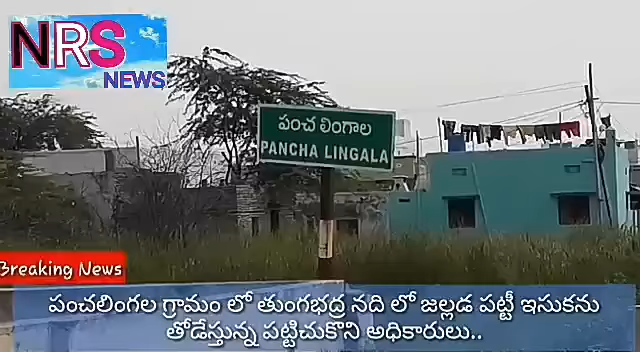 NRS
NEWS
పంచ లింగాల
PANCHA LINGALA
Breaking News
పంచలింగల గ్రామం లో తుంగభద్ర నది లో జల్లడ పట్టీ ఇసుకను
తోడేస్తున్న పట్టిచుకొని అధికారులు..